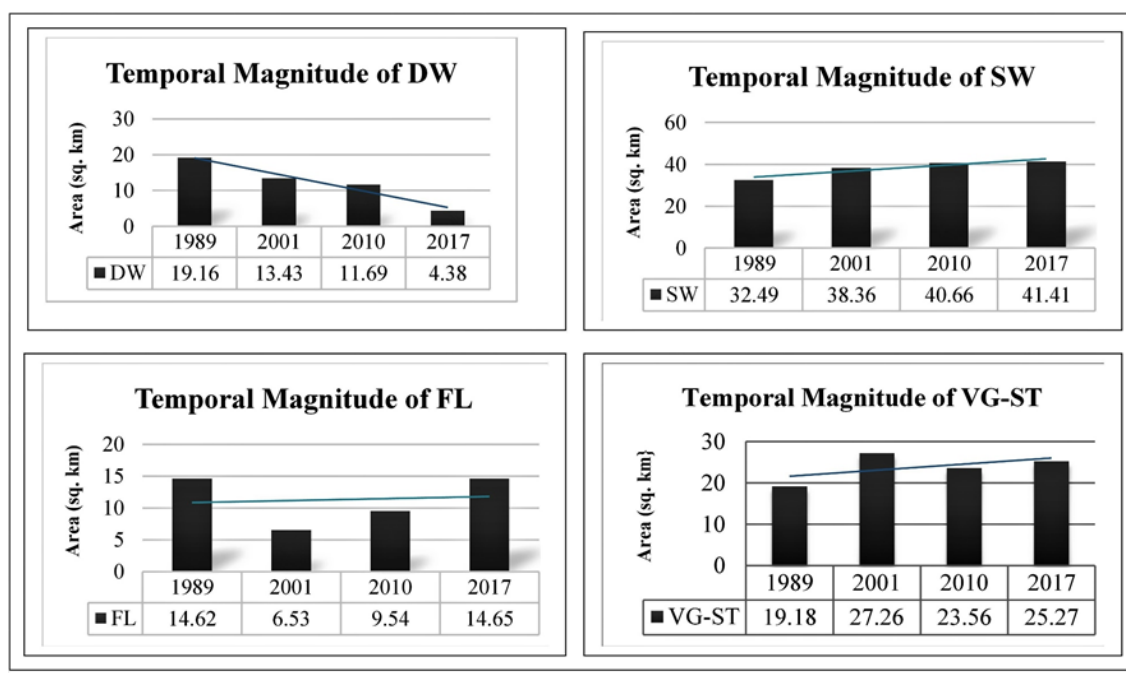 Temporal Magnitude of DW
Area (sq. km)
30
20
10
0
1989 2001 2010 2017
DW 19.16 13.43 11.69 4.38
Temporal Magnitude of SW
Area (sq. km)
60
40
20
0
1989 2001 2010 2017
SW 32.49 38.36 40.66 41.41
Temporal Magnitude of FL
Area (sq. km)
20
15
10
5
0
1989 2001 2010 2017
FL 14.62 6.53 9.54 14.65
Temporal Magnitude of VG-ST
Area (sq. km}
30
20
10
0
1989 2001 2010 2017
VG-ST 19.18 27.26 23.56 25.27